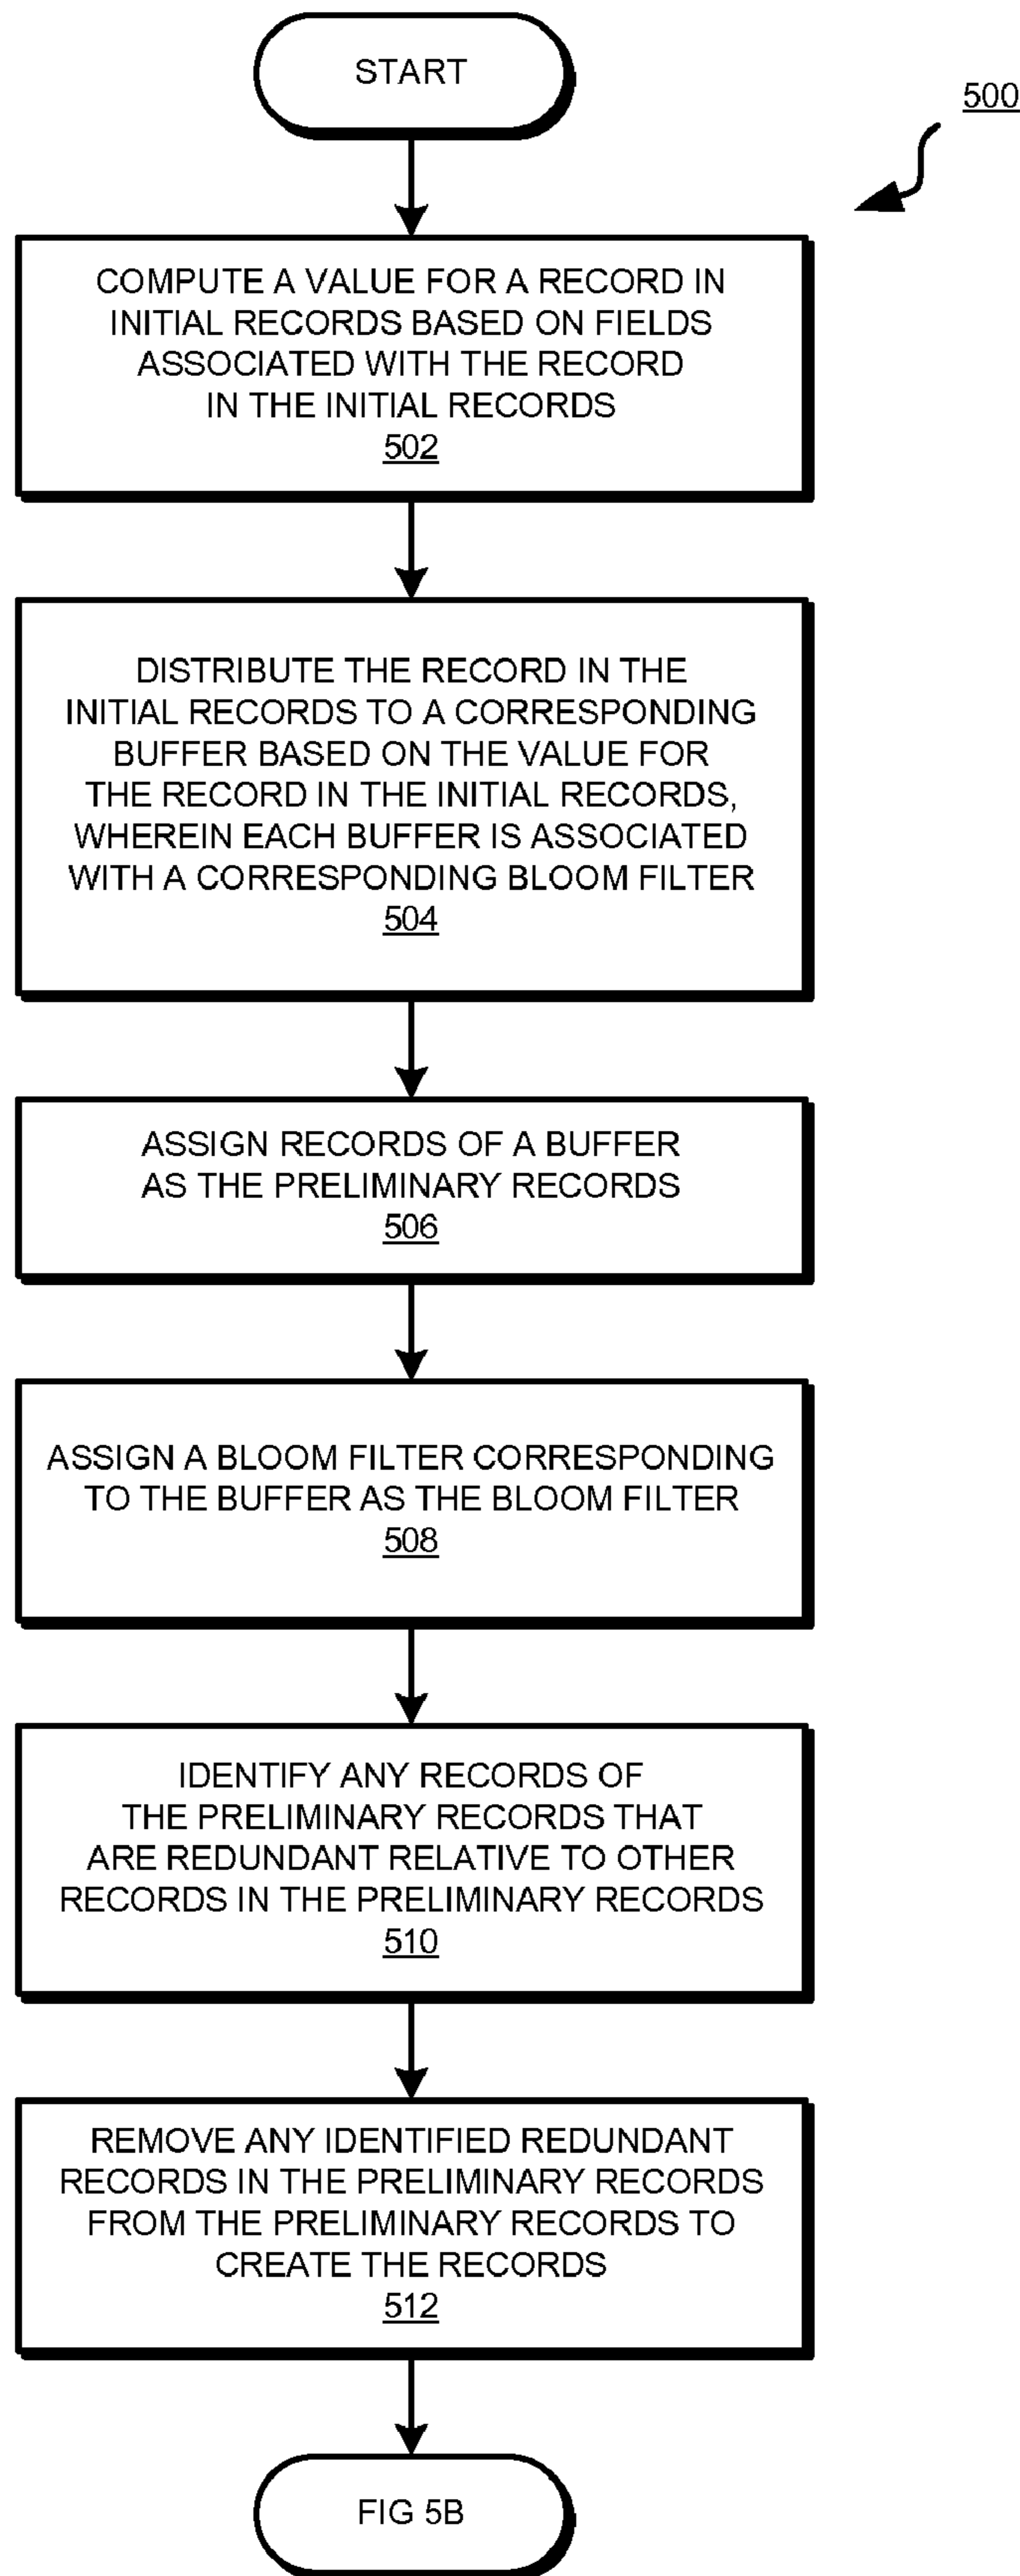 START
500
COMPUTE A VALUE FOR A RECORD IN
INITIAL RECORDS BASED ON FIELDS
ASSOCIATED WITH THE RECORD
IN THE INITIAL RECORDS
502
DISTRIBUTE THE RECORD IN THE
INITIAL RECORDS TO A CORRESPONDING
BUFFER BASED ON THE VALUE FOR
THE RECORD IN THE INITIAL RECORDS,
WHEREIN EACH BUFFER IS ASSOCIATED
WITH A CORRESPONDING BLOOM FILTER
504
ASSIGN RECORDS OF A BUFFER
AS THE PRELIMINARY RECORDS
506
ASSIGN A BLOOM FILTER CORRESPONDING
TO THE BUFFER AS THE BLOOM FILTER
508
IDENTIFY ANY RECORDS OF
THE PRELIMINARY RECORDS THAT
ARE REDUNDANT RELATIVE TO OTHER
RECORDS IN THE PRELIMINARY RECORDS
510
REMOVE ANY IDENTIFIED REDUNDANT
RECORDS IN THE PRELIMINARY RECORDS
FROM THE PRELIMINARY RECORDS TO
CREATE THE RECORDS
512
FIG 5B